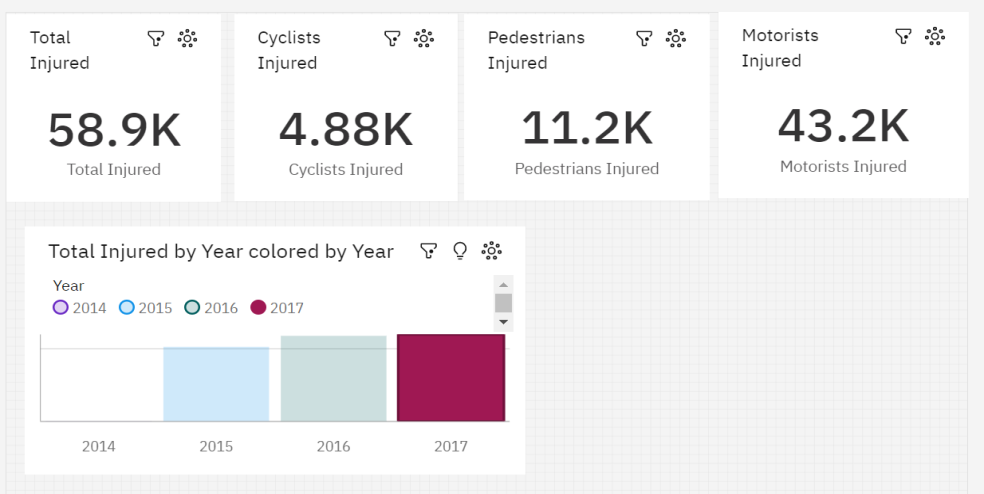 Total
Injured
58.9K
Total Injured
Cyclists
Injured
4.88K
Cyclists Injured
Pedestrians
Injured
11.2K
Pedestrians Injured
Motorists
Injured
43.2K
Motorists Injured
Total Injured by Year colored by Year
Year
2014 2015 2016 2017
2014 2015 2016 2017